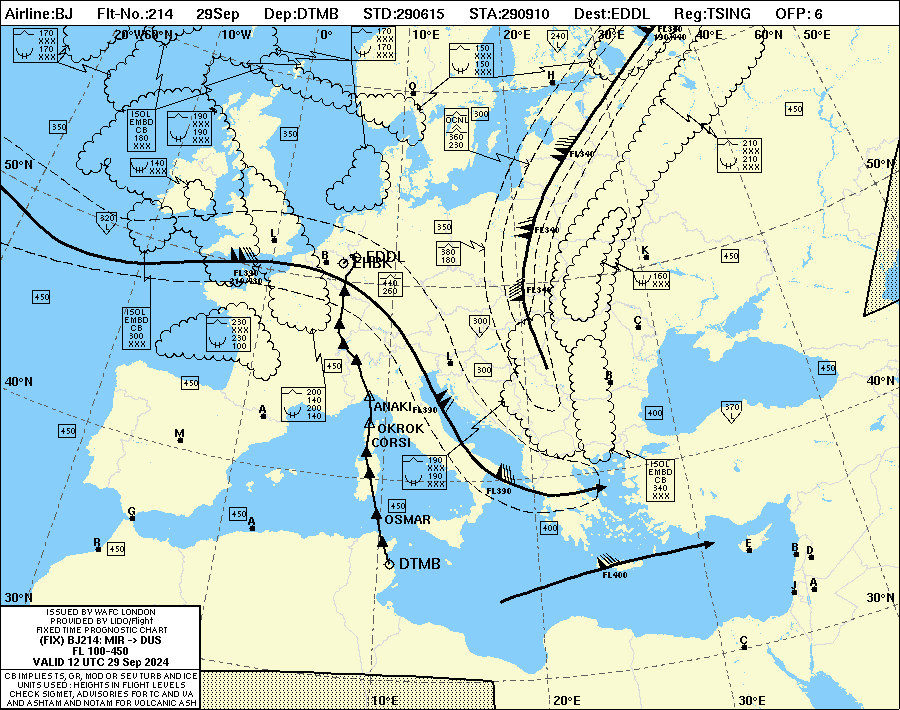 Airline:BJ Flt-No.:214 29Sep Dep:DTMB STD:290615 STA:290910 Dest:EDDL Reg:TSING OFP: 6
20°W 60°N 10°W 0° 10°E 20°E 30°E 40°E 60°N 50°E
170
XXX
170
XXX
170
XXX
170
XXX
150
XXX
150
XXX
240
L
FL380
H
O
350
ISOL
EMBD
CB
180
XXX
190
XXX
190
XXX
350
OCNL
360
230
300
450
FL340
140
XXX
210
XXX
210
XXX
50°N
50°N
320
L
L
350
FL340
380
180
K
450
B
EDDL
EHBK
FL390
440
260
FL340
160
XXX
450
ISOL
EMBD
CB
300
XXX
230
XXX
230
100
300
L
C
L
450
300
450
40°N
450
B
40°N
200
140
200
140
ANAKI
FL390
A
400
370
L
450
M
OKROK
CORSI
190
XXX
190
XXX
ISOL
EMBD
CB
340
XXX
FL390
G
450
A
450
OSMAR
400
R
450
E
B
D
DTMB
FL400
J
A
30°N
30°N
C
ISSUED BY WAFC LONDON
PROVIDED BY LIDO/Flight
FIXED TIME PROGNOSTIC CHART
(FIX) BJ214: MIR -> DUS
FL 100-450
VALID 12 UTC 29 Sep 2024
CB IMPLIES TS, GR, MOD OR SEV TURB AND ICE
UNITS USED : HEIGHTS IN FLIGHT LEVELS
CHECK SIGMET, ADVISORIES FOR TC AND VA
AND ASHTAM AND NOTAM FOR VOLCANIC ASH
10°E 20°E 30°E